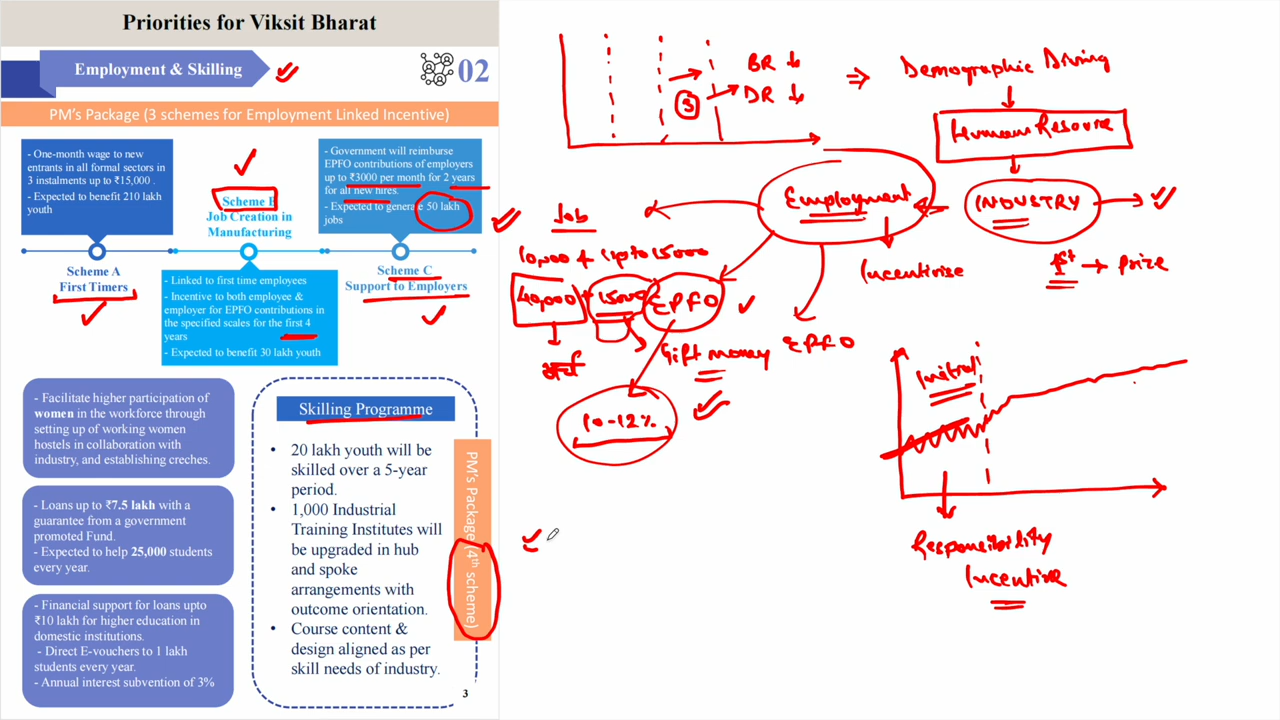 Priorities for Viksit Bharat
Employment & Skilling
02
PM's Package (3 schemes for Employment Linked Incentive)
- One-month wage to new
entrants in all formal sectors in
3 instalments up to ₹15,000 .
- Expected to benefit 210 lakh
youth
Scheme A
First Timers
Scheme B
Job Creation in
Manufacturing
- Linked to first time employees
- Incentive to both employee &
employer for EPFO contributions in
the specified scales for the first 4
years
- Expected to benefit 30 lakh youth
- Government will reimburse
EPFO contributions of employers
up to ₹3000 per month for 2 years
for all new hires.
- Expected to generate 50 lakh
jobs
Scheme C
Support to Employers
- Facilitate higher participation of
women in the workforce through
setting up of working women
hostels in collaboration with
industry, and establishing creches.
- Loans up to ₹7.5 lakh with a
guarantee from a government
promoted Fund.
- Expected to help 25,000 students
every year.
- Financial support for loans upto
₹10 lakh for higher education in
domestic institutions.
- Direct E-vouchers to 1 lakh
students every year.
- Annual interest subvention of 3%
Skilling Programme
• 20 lakh youth will be
skilled over a 5-year
period.
• 1,000 Industrial
Training Institutes will
be upgraded in hub
and spoke
arrangements with
outcome orientation.
• Course content &
design aligned as per
skill needs of industry.
PM's Package (4th scheme)
3
3
BR ↓
DR ↓
⇒ Demographic
Human Resource
INDUSTRY
1st → Prize
Employment
Incentivise
EPFO
Job
10,000 + upto 15000
40,000 + 15000 EPFO
Gift money
10-12%
Initial
Responsibility
Incentive